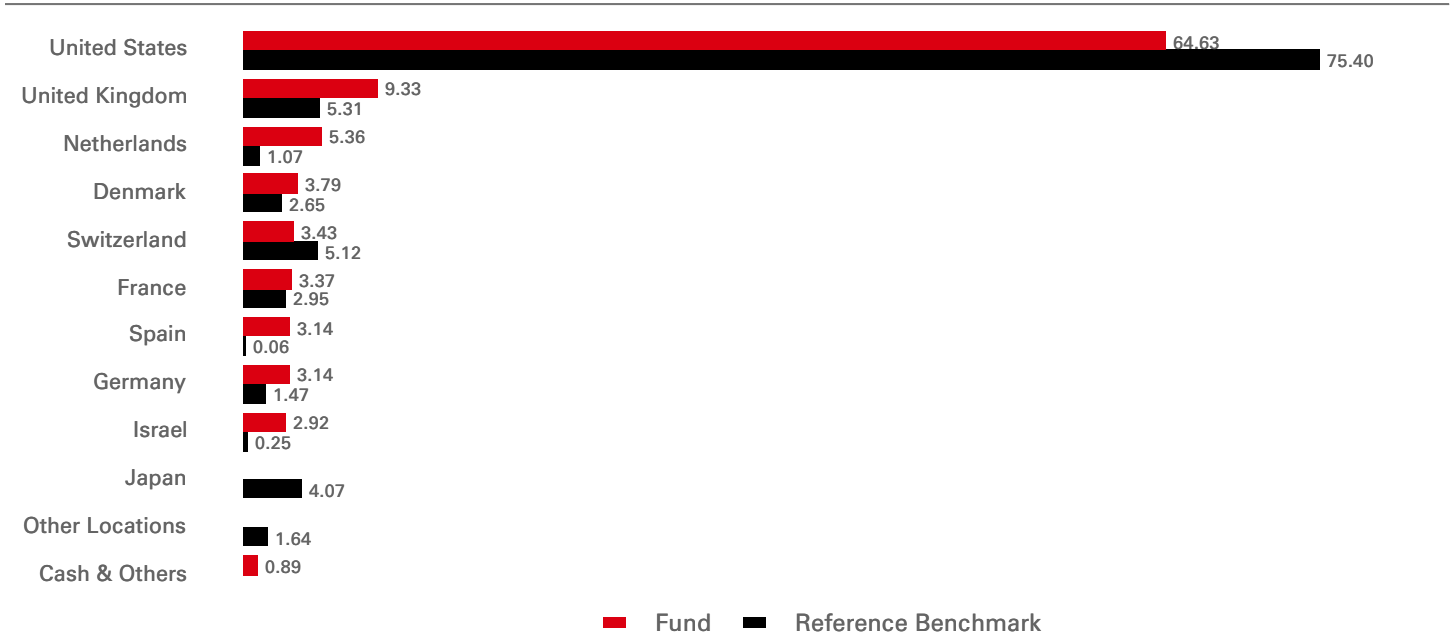 United States 64.63
75.40
United Kingdom 9.33
5.31
Netherlands 5.36
1.07
Denmark 3.79
2.65
Switzerland 3.43
5.12
France 3.37
2.95
Spain 3.14
0.06
Germany 3.14
1.47
Israel 2.92
0.25
Japan
4.07
Other Locations
1.64
Cash & Others 0.89
Fund Reference Benchmark